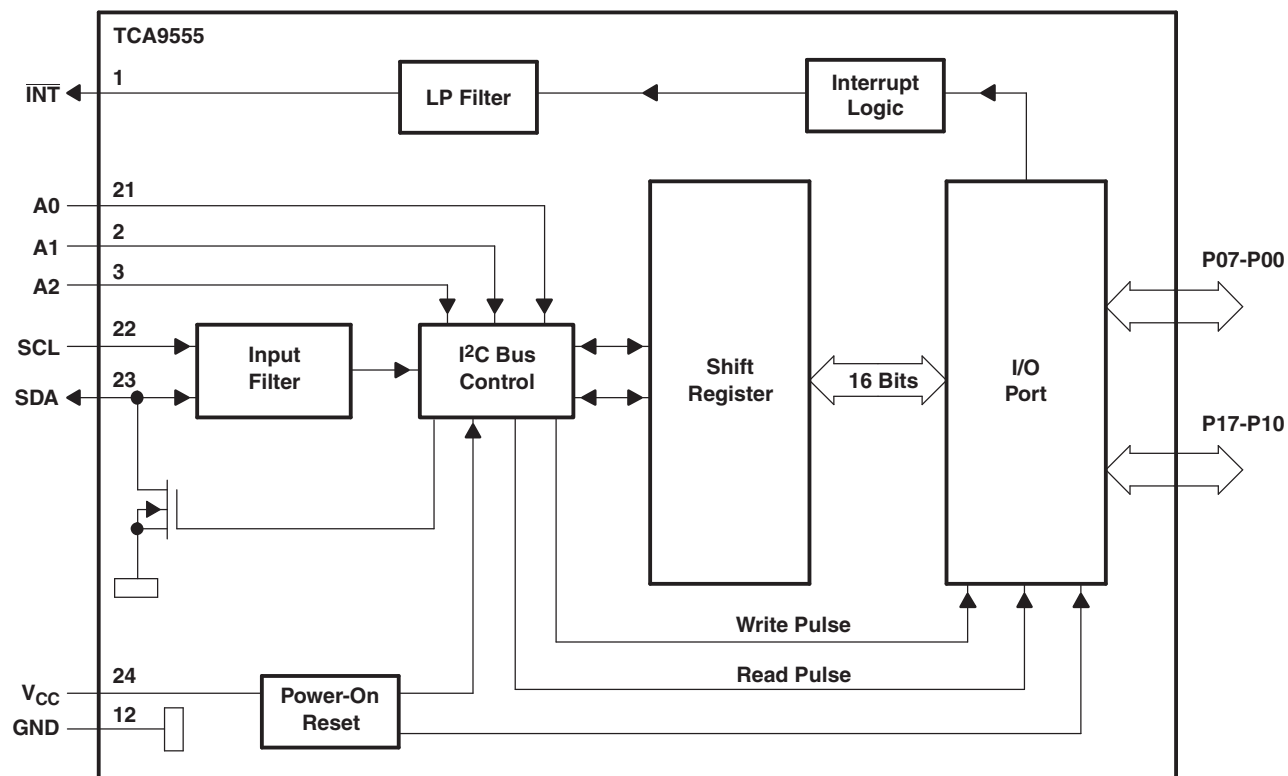 TCA9555
1
INT
LP Filter
Interrupt
Logic
21
A0
2
A1
3
A2
22
SCL
23
SDA
Input
Filter
I²C Bus
Control
Shift
Register
16 Bits
I/O
Port
P07-P00
P17-P10
Write Pulse
Read Pulse
24
VCC
12
GND
Power-On
Reset